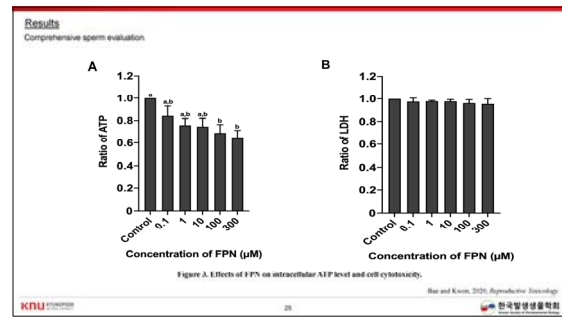 Results
Comprehensive sperm evaluation.
A
B
Ratio of ATP
1.2
1.0
0.8
0.6
0.4
0.2
0
a
a,b
a,b
a,b
b
b
Control
0.1
1
10
100
300
Concentration of FPN (µM)
Ratio of LDH
1.2
1.0
0.8
0.6
0.4
0.2
0
Control
0.1
1
10
100
300
Concentration of FPN (µM)
Figure 3. Effects of FPN on intracellular ATP level and cell cytotoxicity.
Bae and Kwon, 2020, Reproductive Toxicology
KNU
28
한국발생생물학회